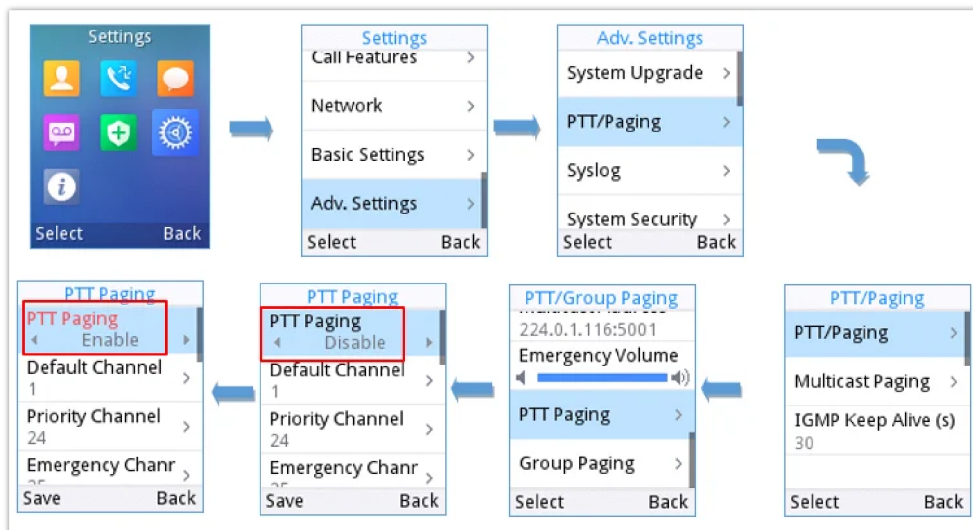 Settings
Select Back
Settings
Call Features
Network
Basic Settings
Adv. Settings
Select Back
Adv. Settings
System Upgrade
PTT/Paging
Syslog
System Security
Select Back
PTT/Paging
PTT/Paging
Multicast Paging
IGMP Keep Alive (s)
30
Select Back
PTT/Group Paging
224.0.1.116:5001
Emergency Volume
PTT Paging
Group Paging
Select Back
PTT Paging
PTT Paging
Disable
Default Channel
1
Priority Channel
24
Emergency Chanr
Save Back
PTT Paging
PTT Paging
Enable
Default Channel
1
Priority Channel
24
Emergency Chanr
Save Back